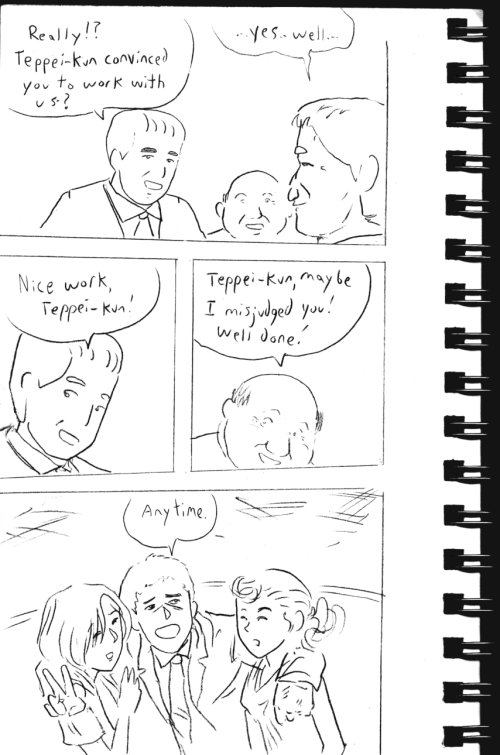 Really!?
Teppei-kun convinced
you to work with
us?
...yes..well...
Nice work,
Teppei-kun!
Teppei-kun, maybe
I misjudged you!
Well done!
Anytime.